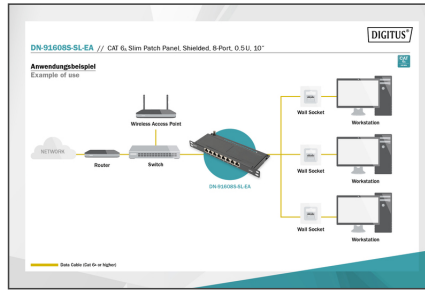 DIGITUS®
DN-91608S-SL-EA // CAT 6A Slim Patch Panel, Shielded, 8-Port, 0.5U, 10"
CAT
Anwendungsbeispiel
Example of use
Wireless Access Point
Wall Socket
Workstation
NETWORK
Router
Switch
DN-91608S-SL-EA
Wall Socket
Workstation
Wall Socket
Workstation
Data Cable (Cat 6A or higher)